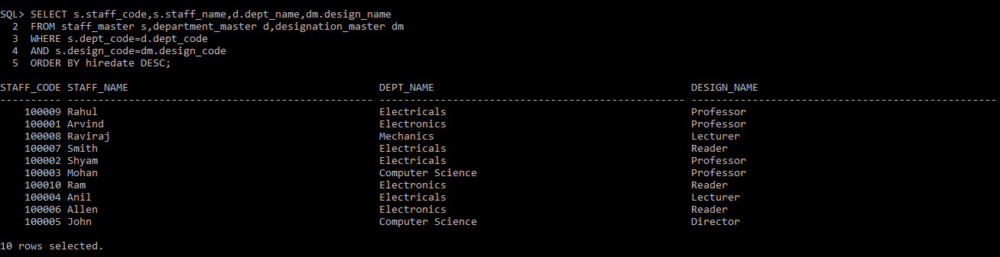 SQL> SELECT s.staff_code,s.staff_name,d.dept_name,dm.design_name
  2  FROM staff_master s,department_master d,designation_master dm
  3  WHERE s.dept_code=d.dept_code
  4  AND s.design_code=dm.design_code
  5  ORDER BY hiredate DESC;
STAFF_CODE STAFF_NAME                                         DEPT_NAME                                          DESIGN_NAME
---------- -------------------------------------------------- -------------------------------------------------- --------------------------------------------------
    100009 Rahul                                              Electricals                                        Professor
    100001 Arvind                                             Electronics                                        Professor
    100008 Raviraj                                            Mechanics                                          Lecturer
    100007 Smith                                              Electricals                                        Reader
    100002 Shyam                                              Electricals                                        Professor
    100003 Mohan                                              Computer Science                                   Professor
    100010 Ram                                                Electronics                                        Reader
    100004 Anil                                               Electricals                                        Lecturer
    100006 Allen                                              Electronics                                        Reader
    100005 John                                               Computer Science                                   Director
10 rows selected.